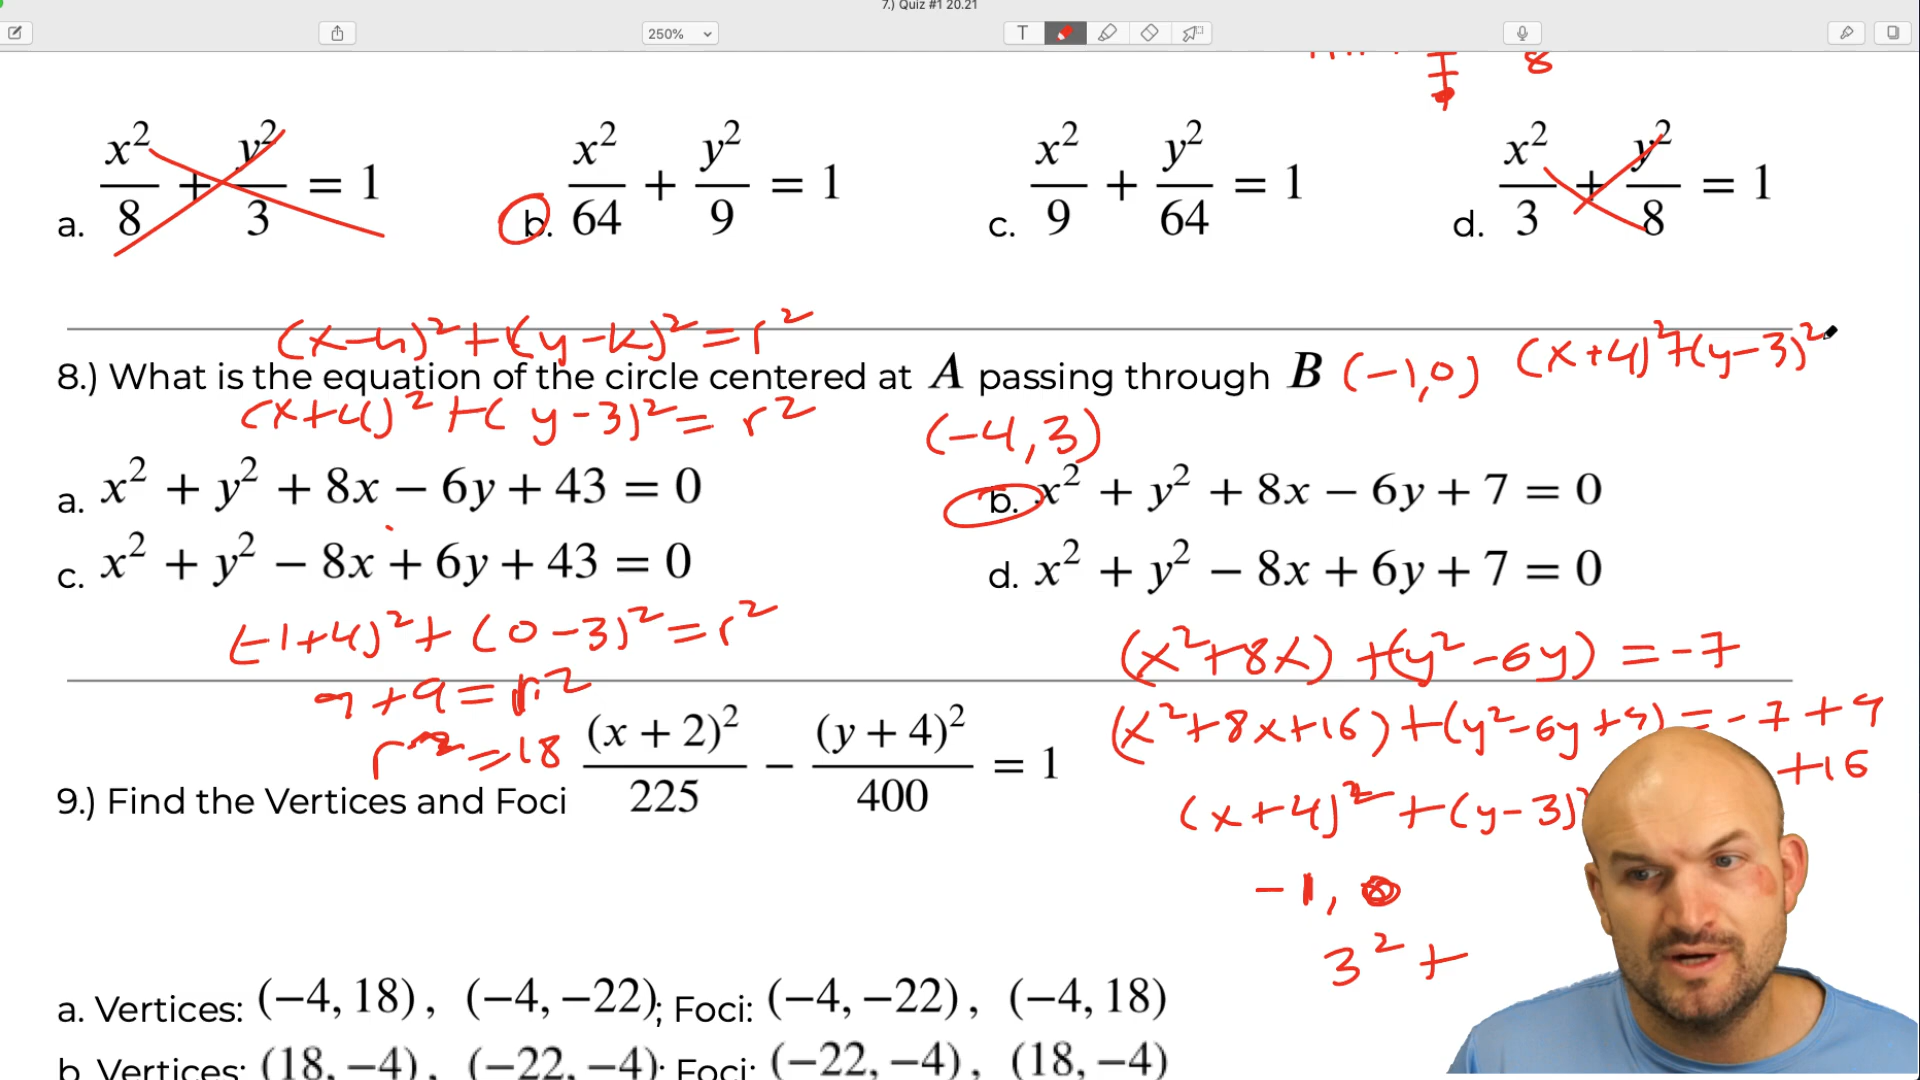 7.) Quiz #1 20.21
250%
T
8
a. x²/8 + y²/3 = 1
b. x²/64 + y²/9 = 1
c. x²/9 + y²/64 = 1
d. x²/3 + y²/8 = 1
(x-h)²+(y-k)²=r²
8.) What is the equation of the circle centered at A passing through B (-1,0) (x+4)²+(y-3)²
(x+4)²+(y-3)²=r²
(-4,3)
a. x² + y² + 8x − 6y + 43 = 0
b. x² + y² + 8x − 6y + 7 = 0
c. x² + y² − 8x + 6y + 43 = 0
d. x² + y² − 8x + 6y + 7 = 0
(-1+4)²+(0-3)²=r²
(x²+8x)+(y²-6y)=-7
9+9=r²
(x²+8x+16)+(y²-6y+9)=-7+9
+16
r²=18
9.) Find the Vertices and Foci (x + 2)²/225 − (y + 4)²/400 = 1
(x+4)²+(y-3)²
-1, 0
3²+
a. Vertices: (−4, 18), (−4, −22); Foci: (−4, −22), (−4, 18)
b. Vertices: (18, −4), (−22, −4); Foci: (−22, −4), (18, −4)